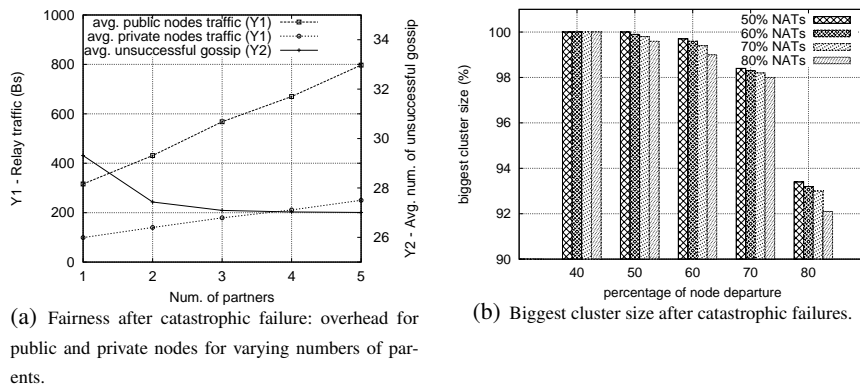 avg. public nodes traffic (Y1)
avg. private nodes traffic (Y1)
avg. unsuccessful gossip (Y2)
Y1 - Relay traffic (Bs)
1000
800
600
400
200
0
1 2 3 4 5
Num. of partners
Y2 - Avg. num. of unsuccessful gossip
35
34
32
30
28
26
(a) Fairness after catastrophic failure: overhead for
public and private nodes for varying numbers of par-
ents.
50% NATs
60% NATs
70% NATs
80% NATs
biggest cluster size (%)
100
98
96
94
92
90
40 50 60 70 80
percentage of node departure
(b) Biggest cluster size after catastrophic failures.